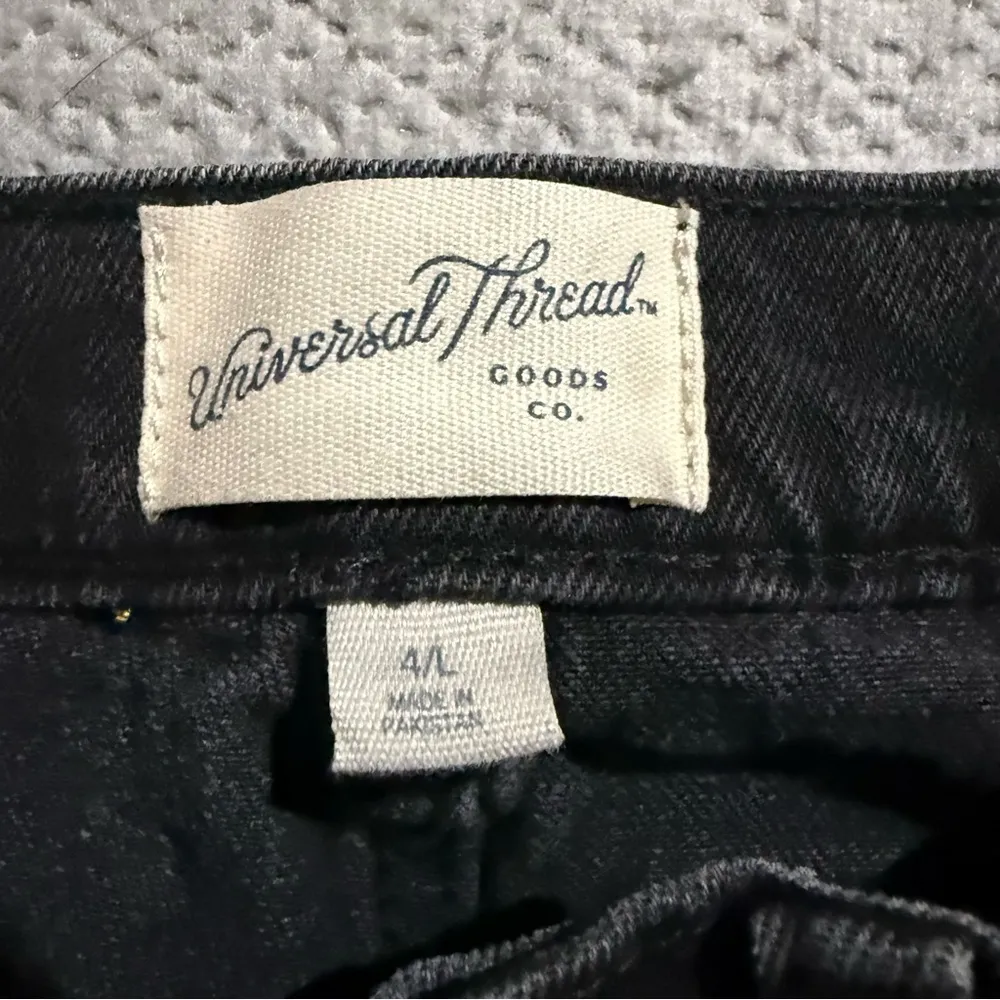 Universal Thread™
GOODS
CO.
4/L
MADE IN
PAKISTAN